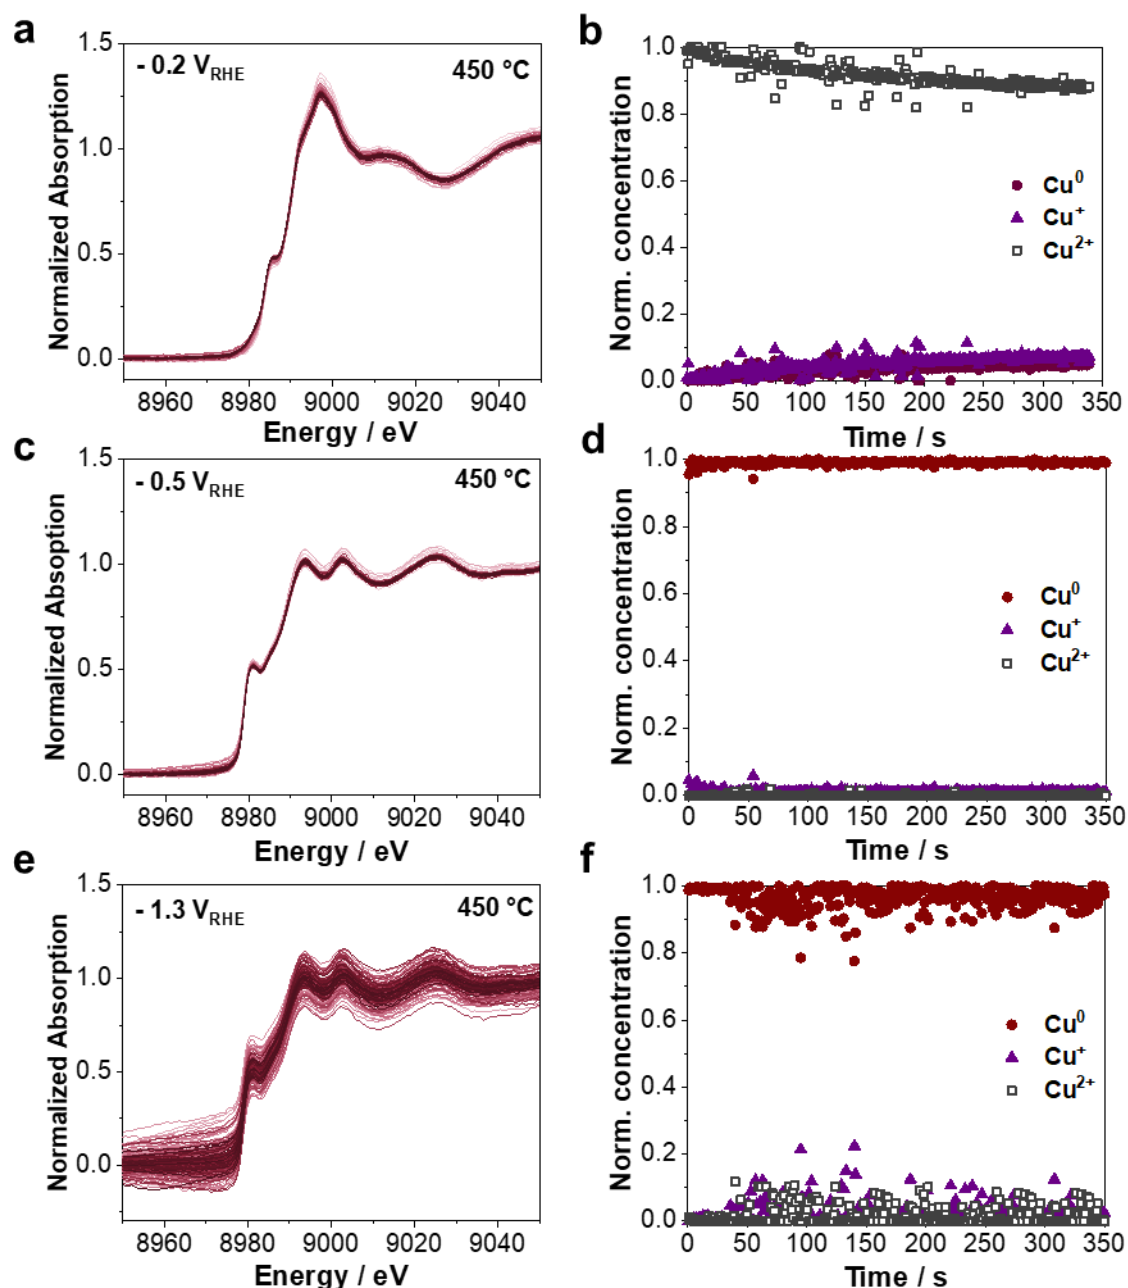 a
- 0.2 V_RHE 450 °C
1.5
1.0
0.5
0.0
Normalized Absorption
8960 8980 9000 9020 9040
Energy / eV
b
1.0
0.8
0.6
0.4
0.2
0.0
Norm. concentration
Cu⁰
Cu⁺
Cu²⁺
0 50 100 150 200 250 300 350
Time / s
c
- 0.5 V_RHE 450 °C
1.5
1.0
0.5
0.0
Normalized Absoption
8960 8980 9000 9020 9040
Energy / eV
d
1.0
0.8
0.6
0.4
0.2
0.0
Norm. concentration
Cu⁰
Cu⁺
Cu²⁺
0 50 100 150 200 250 300 350
Time / s
e
- 1.3 V_RHE 450 °C
1.5
1.0
0.5
0.0
Normalized Absorption
8960 8980 9000 9020 9040
Energy / eV
f
1.0
0.8
0.6
0.4
0.2
0.0
Norm. concentration
Cu⁰
Cu⁺
Cu²⁺
0 50 100 150 200 250 300 350
Time / s